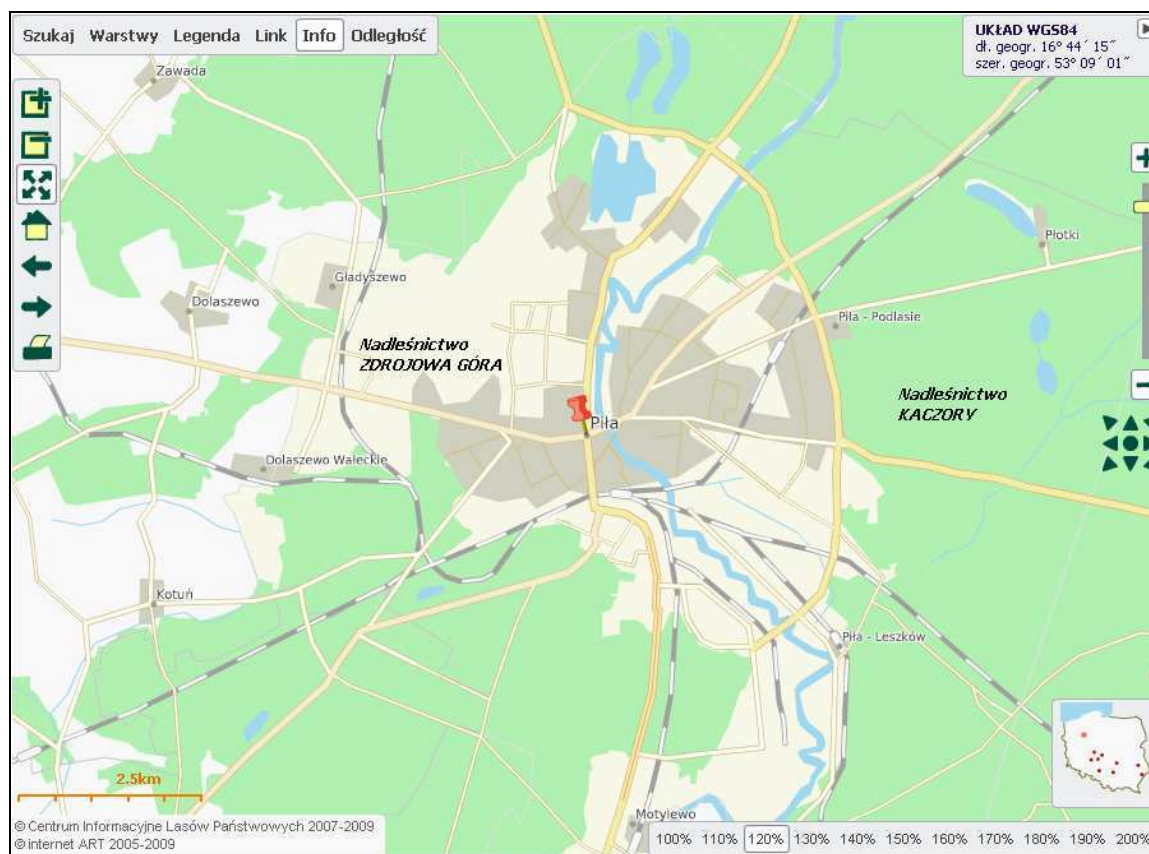 Szukaj Warstwy Legenda Link Info Odległość
UKŁAD WGS84
dł. geogr. 16° 44´ 15˝
szer. geogr. 53° 09´ 01˝
Zawada
Płotki
Gładyszewo
Dolaszewo
Piła - Podlasie
Nadleśnictwo
ZDROJOWA GÓRA
Nadleśnictwo
KACZORY
Piła
Dolaszewo Wałeckie
Kotuń
Piła - Leszków
2.5km
Motylewo
© Centrum Informacyjne Lasów Państwowych 2007-2009
© internet ART 2005-2009
100% 110% 120% 130% 140% 150% 160% 170% 180% 190% 200%